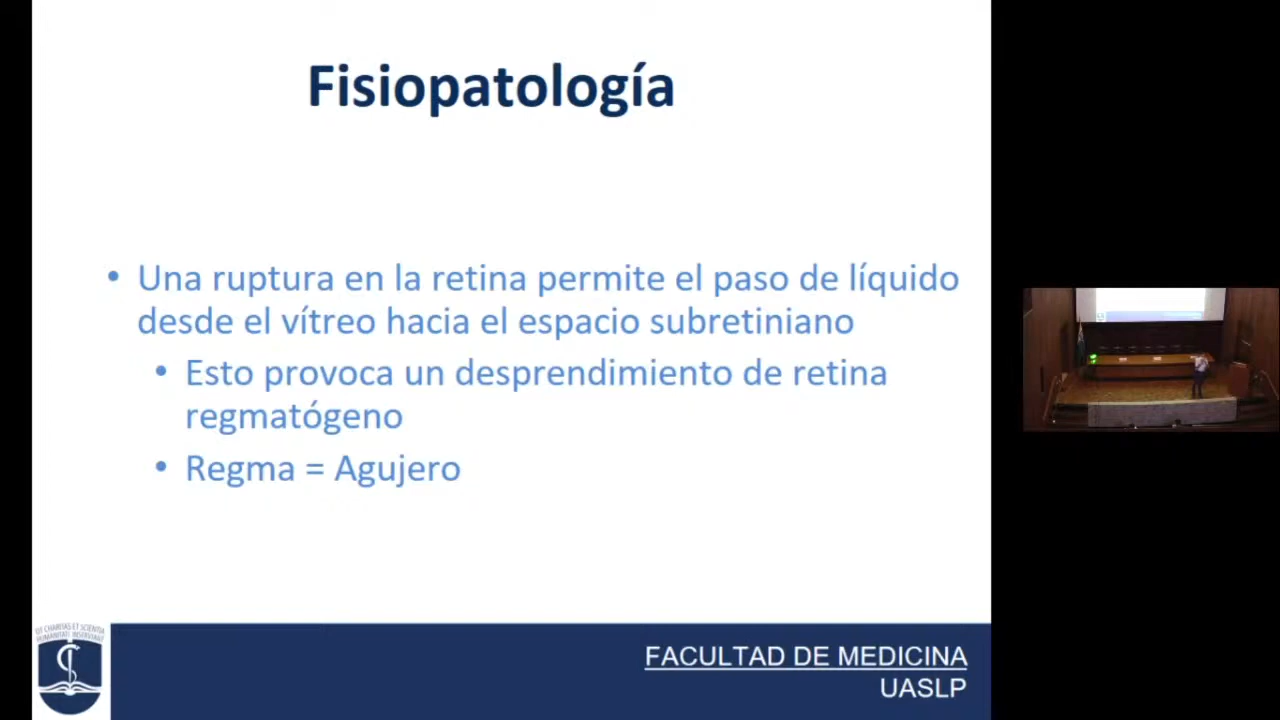 Fisiopatología
• Una ruptura en la retina permite el paso de líquido
desde el vítreo hacia el espacio subretiniano
• Esto provoca un desprendimiento de retina
regmatógeno
• Regma = Agujero
FACULTAD DE MEDICINA
UASLP